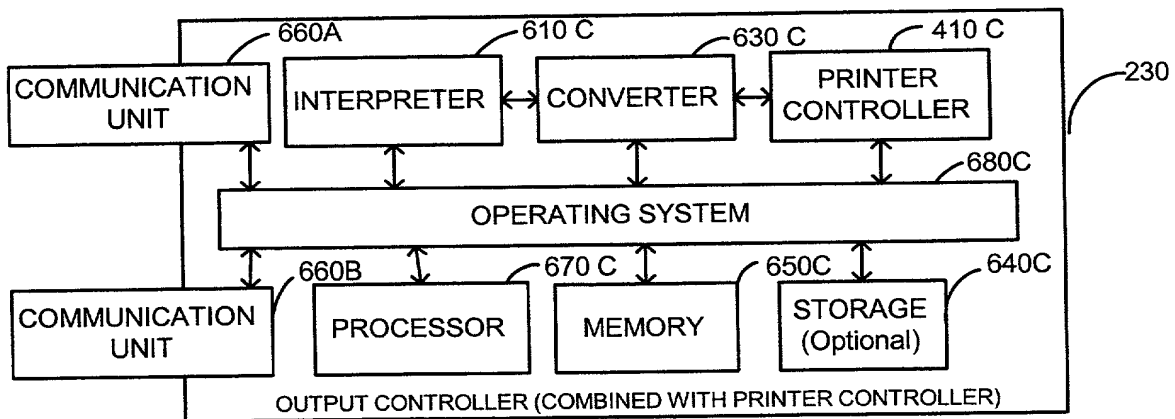 660A
610 C
630 C
410 C
230
COMMUNICATION
UNIT
INTERPRETER
CONVERTER
PRINTER
CONTROLLER
680C
OPERATING SYSTEM
660B
670 C
650C
640C
COMMUNICATION
UNIT
PROCESSOR
MEMORY
STORAGE
(Optional)
OUTPUT CONTROLLER (COMBINED WITH PRINTER CONTROLLER)